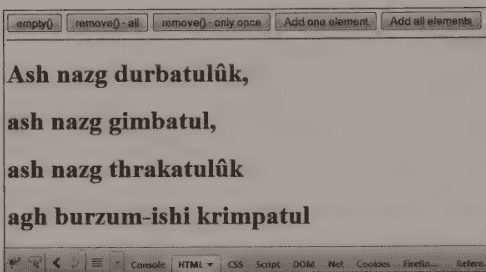 empty() remove() - all remove() - only once Add one element Add all elements
Ash nazg durbatulûk,
ash nazg gimbatul,
ash nazg thrakatulûk
agh burzum-ishi krimpatul
Console HTML CSS Script DOM Net Cookies